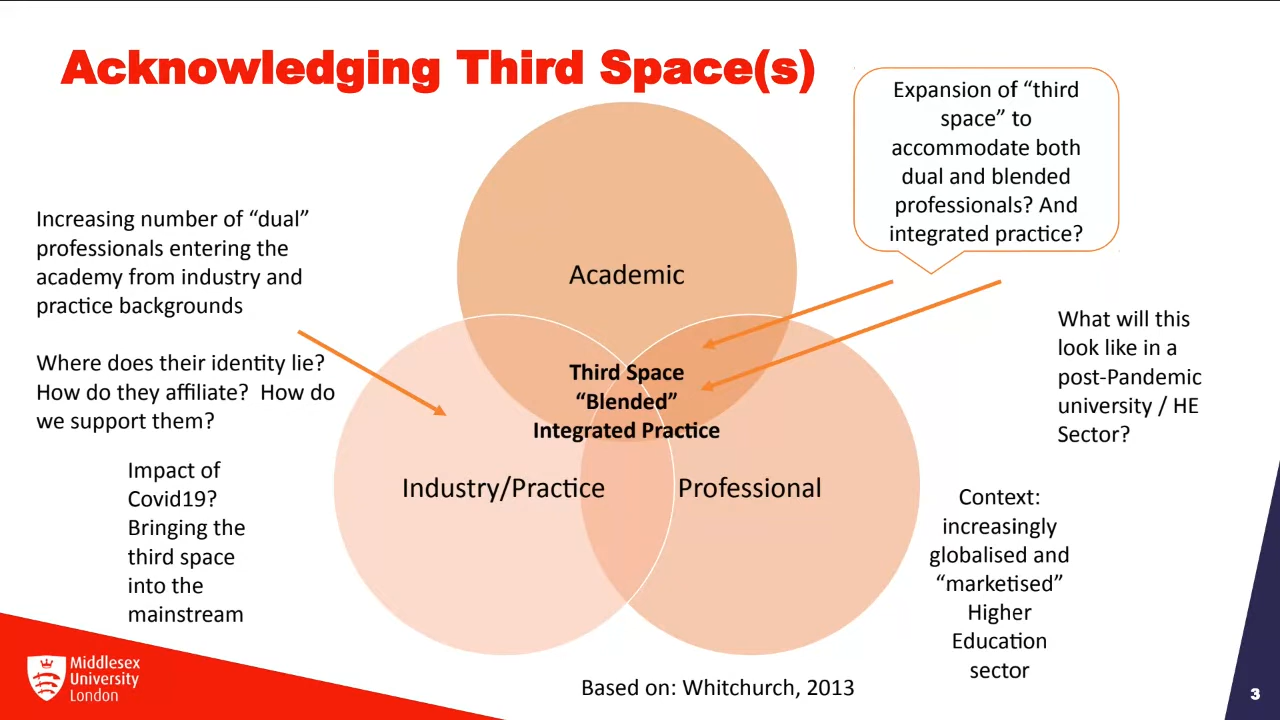 Acknowledging Third Space(s)
Expansion of “third
space” to
accommodate both
dual and blended
professionals? And
integrated practice?
Increasing number of “dual”
professionals entering the
academy from industry and
practice backgrounds
Where does their identity lie?
How do they affiliate?  How do
we support them?
Impact of
Covid19?
Bringing the
third space
into the
mainstream
Academic
Third Space
“Blended”
Integrated Practice
Industry/Practice
Professional
What will this
look like in a
post-Pandemic
university / HE
Sector?
Context:
increasingly
globalised and
“marketised”
Higher
Education
sector
Based on: Whitchurch, 2013
Middlesex
University
London
3